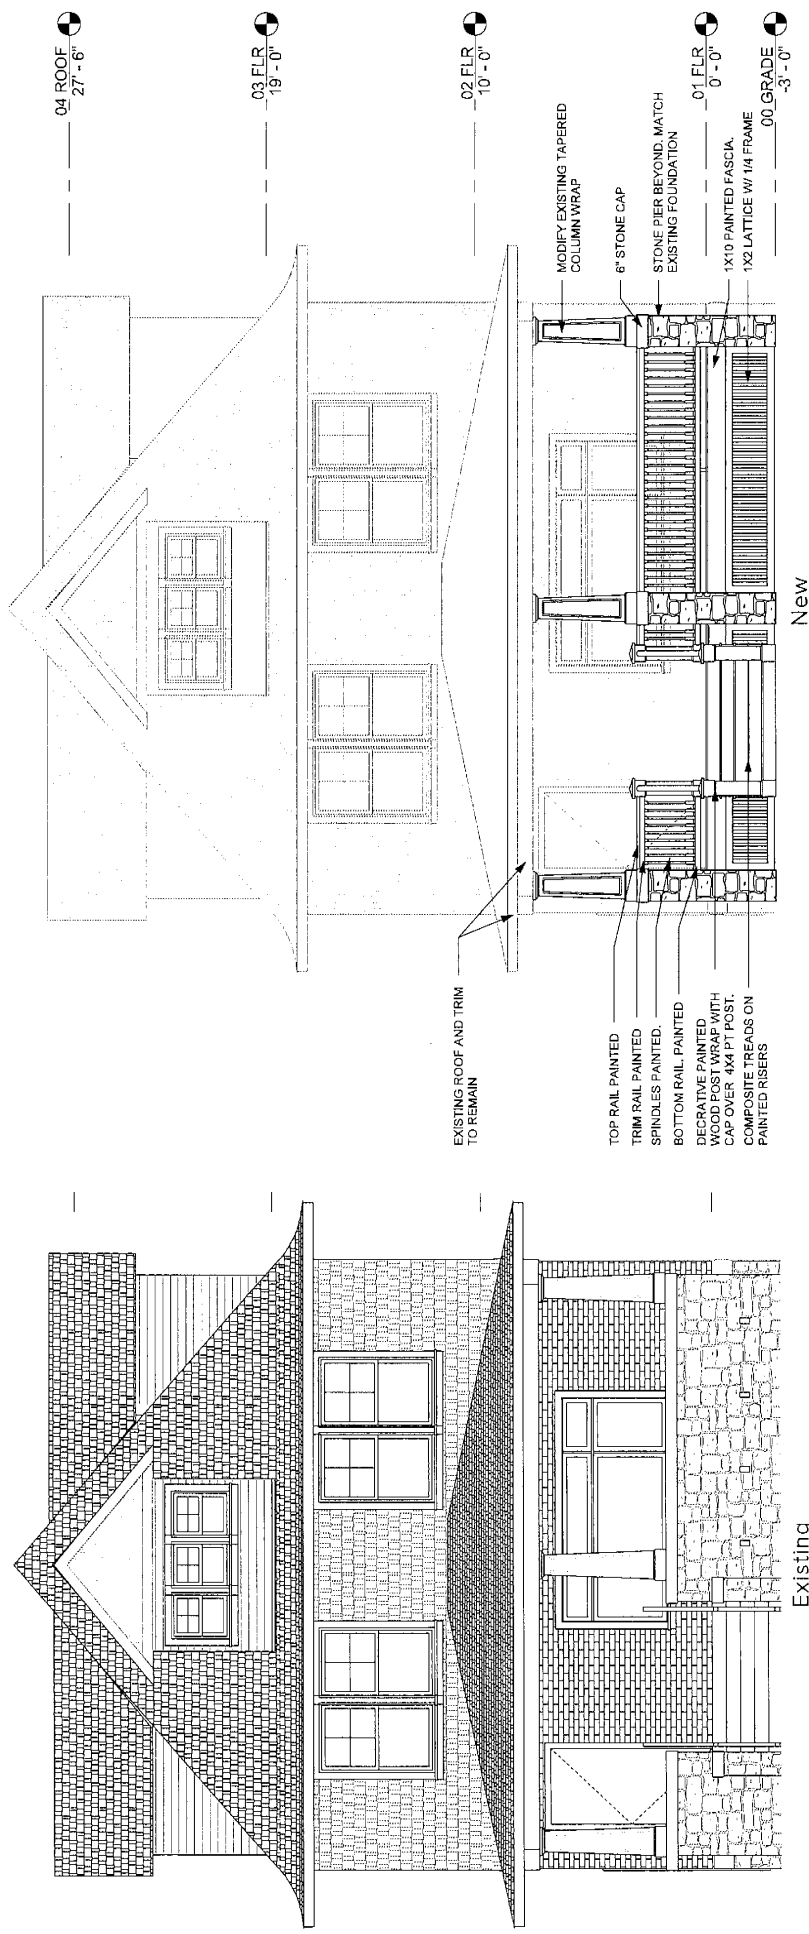 04 ROOF
27' - 6"
03 FLR
19' - 0"
02 FLR
10' - 0"
01 FLR
0' - 0"
00 GRADE
-3' - 0"
MODIFY EXISTING TAPERED
COLUMN WRAP
6" STONE CAP
STONE PIER BEYOND. MATCH
EXISTING FOUNDATION
1X10 PAINTED FASCIA.
1X2 LATTICE W/ 1/4 FRAME
EXISTING ROOF AND TRIM
TO REMAIN
TOP RAIL PAINTED
TRIM RAIL PAINTED
SPINDLES PAINTED.
BOTTOM RAIL. PAINTED
DECRATIVE PAINTED
WOOD POST WRAP WITH
CAP OVER 4X4 PT POST.
COMPOSITE TREADS ON
PAINTED RISERS
New
Existing